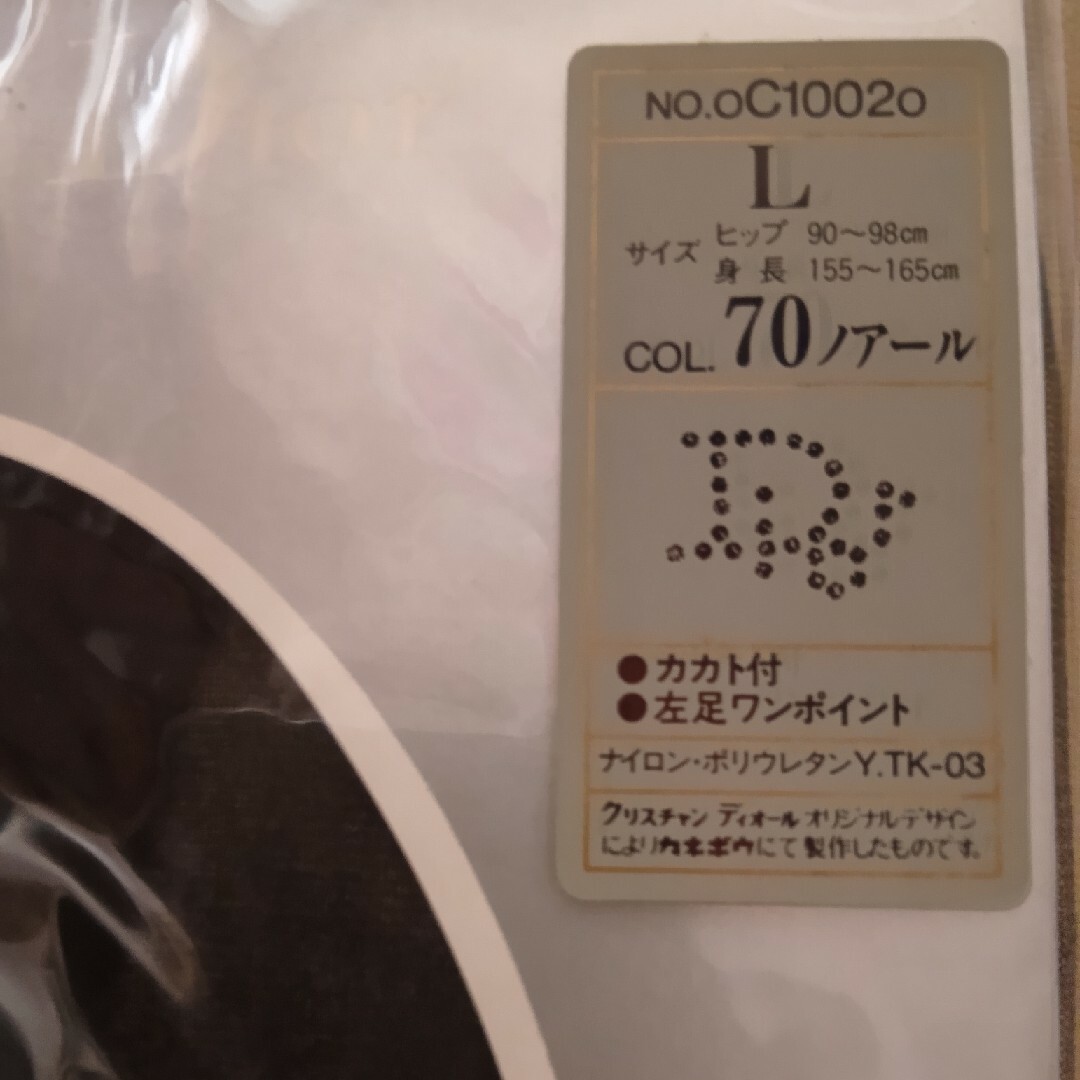 NO.OC10020
L
サイズ ヒップ 90～98cm
身長 155～165cm
COL. 70ノアール
Dior
●カカト付
●左足ワンポイント
ナイロン・ポリウレタンY.TK-03
クリスチャン ディオールオリジナルデザイン
によりカネボウにて製作したものです。